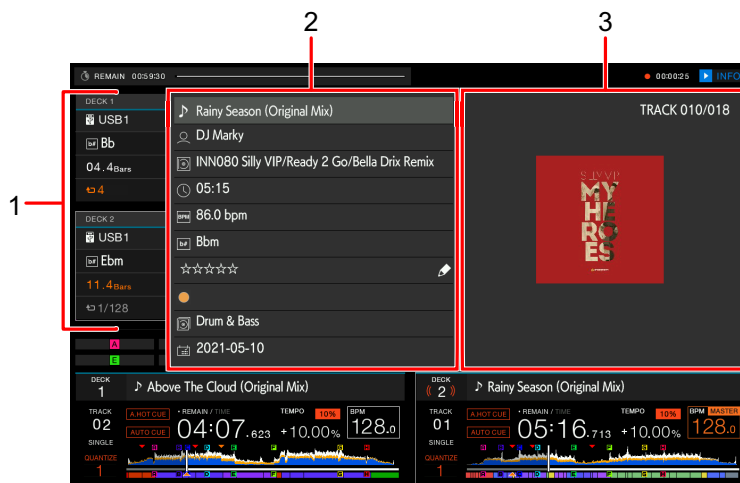 2
3
REMAIN 00:59:30
00:00:25
INFO
DECK 1
USB1
b# Bb
04.4Bars
4
DECK 2
USB1
b# Ebm
11.4Bars
1/128
1
A
E
Rainy Season (Original Mix)
DJ Marky
INN080 Silly VIP/Ready 2 Go/Bella Drix Remix
05:15
BPM 86.0 bpm
b# Bbm
☆☆☆☆☆
Drum & Bass
2021-05-10
TRACK 010/018
MY
HEROES
DECK
1
Above The Cloud (Original Mix)
TRACK
02
SINGLE
QUANTIZE
1
A.HOT CUE
AUTO CUE
REMAIN / TIME
04:07.623
TEMPO
10%
+10.00%
BPM
128.0
DECK
2
Rainy Season (Original Mix)
TRACK
01
SINGLE
QUANTIZE
1
A.HOT CUE
AUTO CUE
REMAIN / TIME
05:16.713
TEMPO
10%
+10.00%
BPM MASTER
128.0